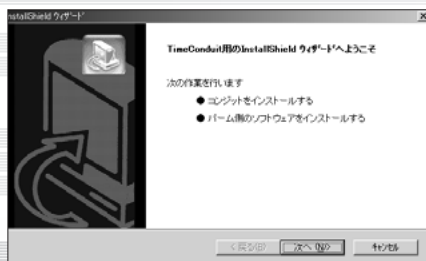 InstallShield ウィザード
TimeConduit用のInstallShield ウィザードへようこそ
次の作業を行います
● コンジットをインストールする
● パーム側のソフトウェアをインストールする
< 戻る(B)
次へ(N) >
キャンセル